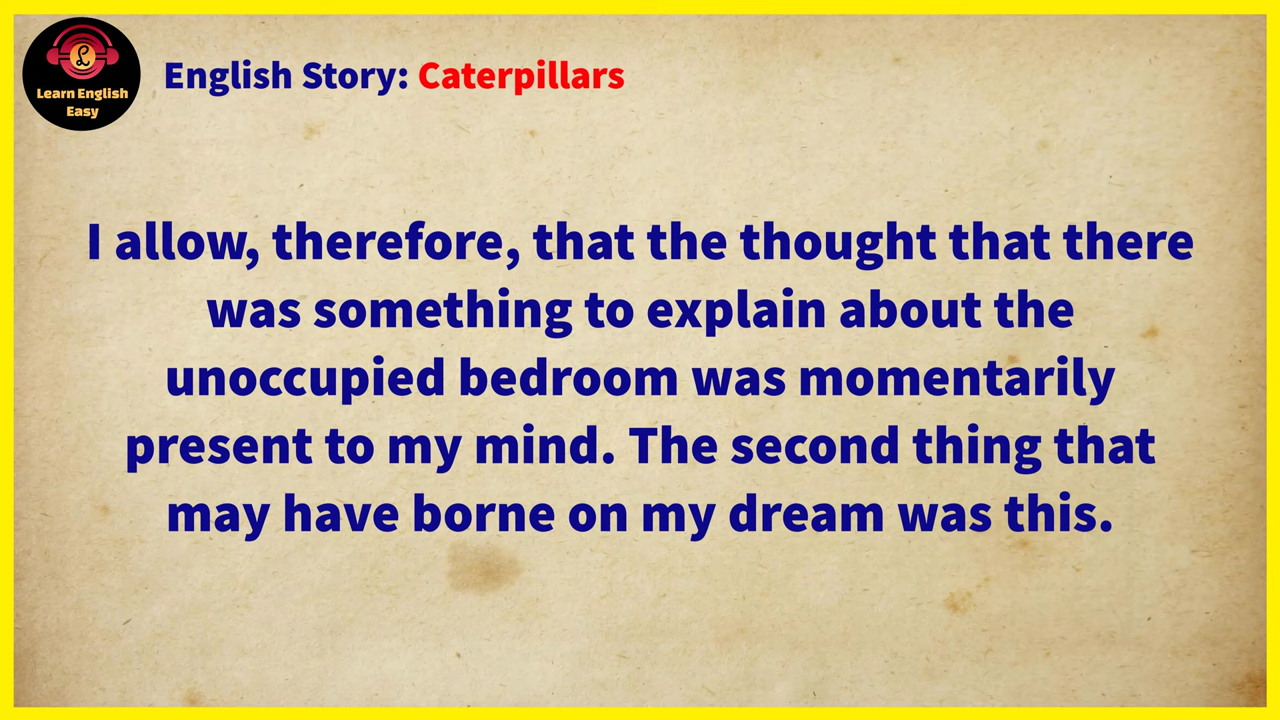 Learn English
Easy
English Story: Caterpillars
I allow, therefore, that the thought that there
was something to explain about the
unoccupied bedroom was momentarily
present to my mind. The second thing that
may have borne on my dream was this.